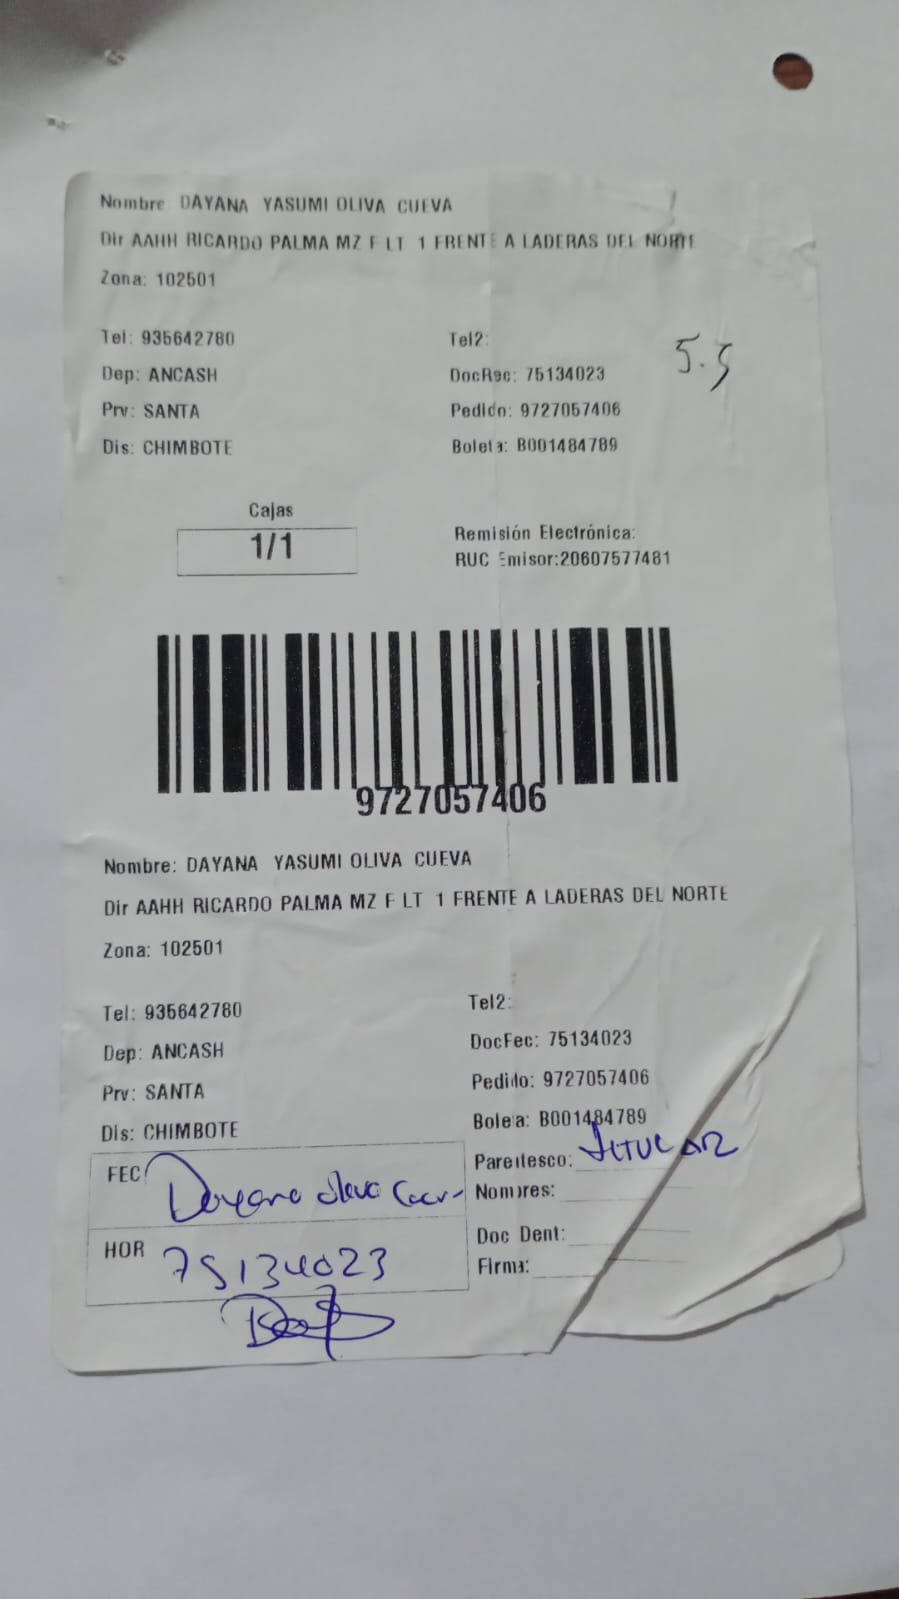 Nombre DAYANA YASUMI OLIVA CUEVA
Dir AAHH RICARDO PALMA MZ F LT 1 FRENTE A LADERAS DEL NORTE
Zona: 102501
Tel: 935642780 Tel2:
5.5
Dep: ANCASH DocRec: 75134023
Prv: SANTA Pedido: 9727057406
Dis: CHIMBOTE Boleta: B001484789
Cajas
1/1
Remisión Electrónica:
RUC Emisor:20607577481
9727057406
Nombre: DAYANA YASUMI OLIVA CUEVA
Dir AAHH RICARDO PALMA MZ F LT 1 FRENTE A LADERAS DEL NORTE
Zona: 102501
Tel: 935642780 Tel2:
Dep: ANCASH DocFec: 75134023
Prv: SANTA Pedido: 9727057406
Dis: CHIMBOTE Boleta: B001484789
Parentesco: TITULAR
FEC Dayana Oliva
Nombres:
HOR 75134023
Doc Dent:
Firma: